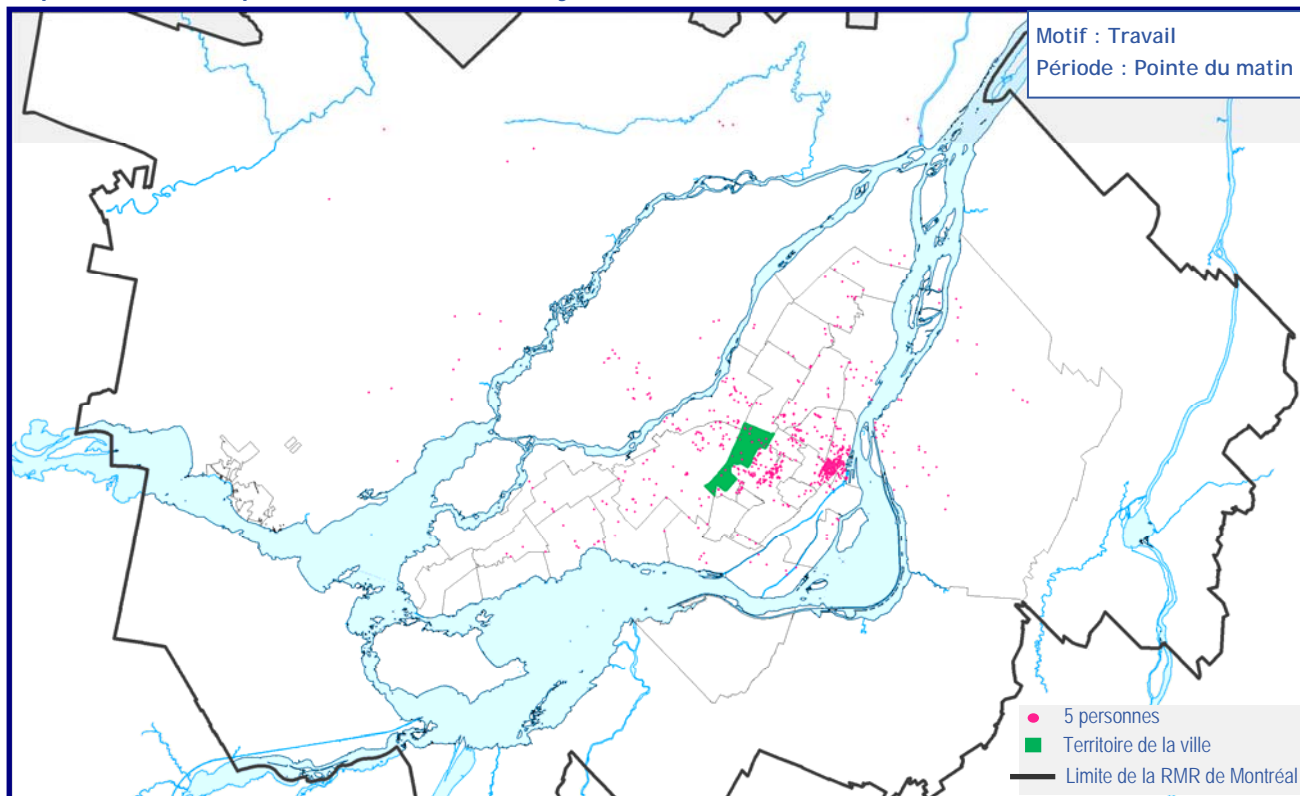 Motif : Travail
Période : Pointe du matin
5 personnes
Territoire de la ville
Limite de la RMR de Montréal